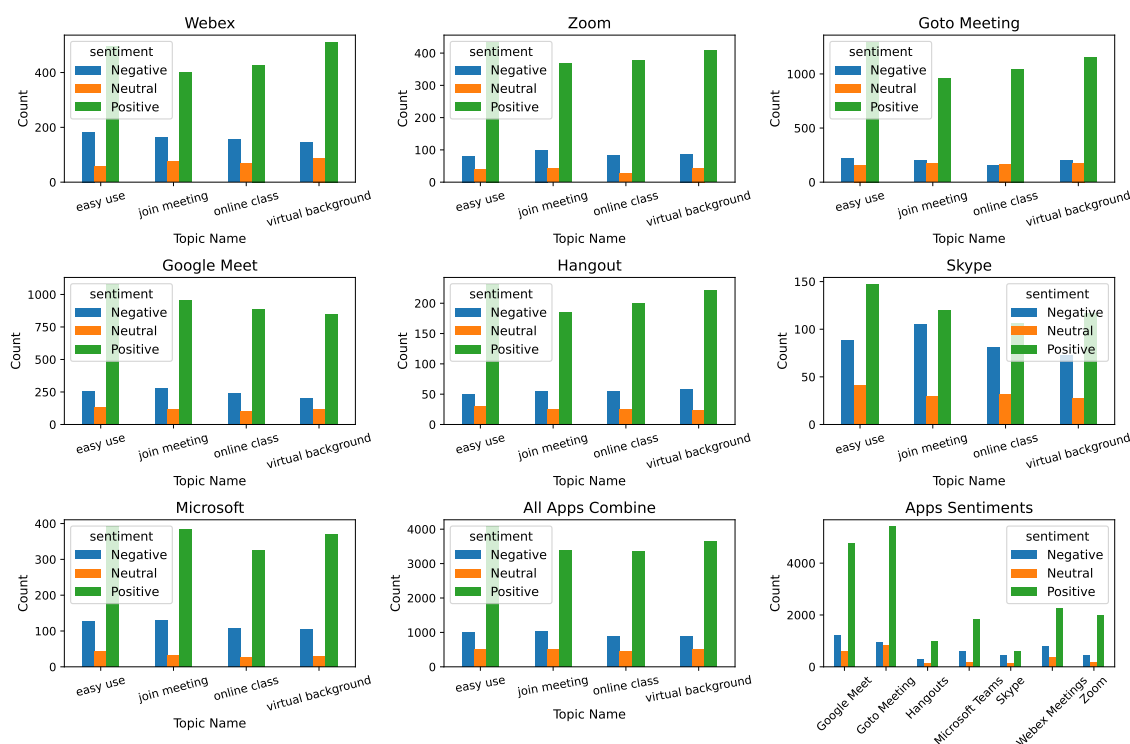 Webex
sentiment
Negative
Neutral
Positive
400
200
0
Count
easy use
join meeting
online class
virtual background
Topic Name
Zoom
sentiment
Negative
Neutral
Positive
400
300
200
100
0
Count
easy use
join meeting
online class
virtual background
Topic Name
Goto Meeting
sentiment
Negative
Neutral
Positive
1000
500
0
Count
easy use
join meeting
online class
virtual background
Topic Name
Google Meet
sentiment
Negative
Neutral
Positive
1000
750
500
250
0
Count
easy use
join meeting
online class
virtual background
Topic Name
Hangout
sentiment
Negative
Neutral
Positive
200
150
100
50
0
Count
easy use
join meeting
online class
virtual background
Topic Name
Skype
sentiment
Negative
Neutral
Positive
150
100
50
0
Count
easy use
join meeting
online class
virtual background
Topic Name
Microsoft
sentiment
Negative
Neutral
Positive
400
300
200
100
0
Count
easy use
join meeting
online class
virtual background
Topic Name
All Apps Combine
sentiment
Negative
Neutral
Positive
4000
3000
2000
1000
0
Count
easy use
join meeting
online class
virtual background
Topic Name
Apps Sentiments
sentiment
Negative
Neutral
Positive
4000
2000
0
Count
Google Meet
Goto Meeting
Hangouts
Microsoft Teams
Skype
Webex Meetings
Zoom